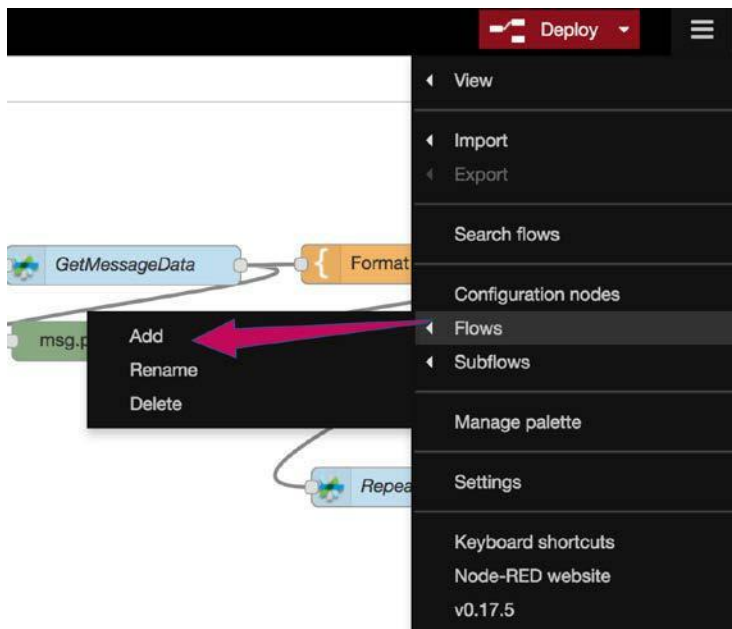 Deploy
View
Import
Export
Search flows
GetMessageData
{ Format
Configuration nodes
Flows
Subflows
msg.p
Add
Rename
Delete
Manage palette
Settings
Repea
Keyboard shortcuts
Node-RED website
v0.17.5